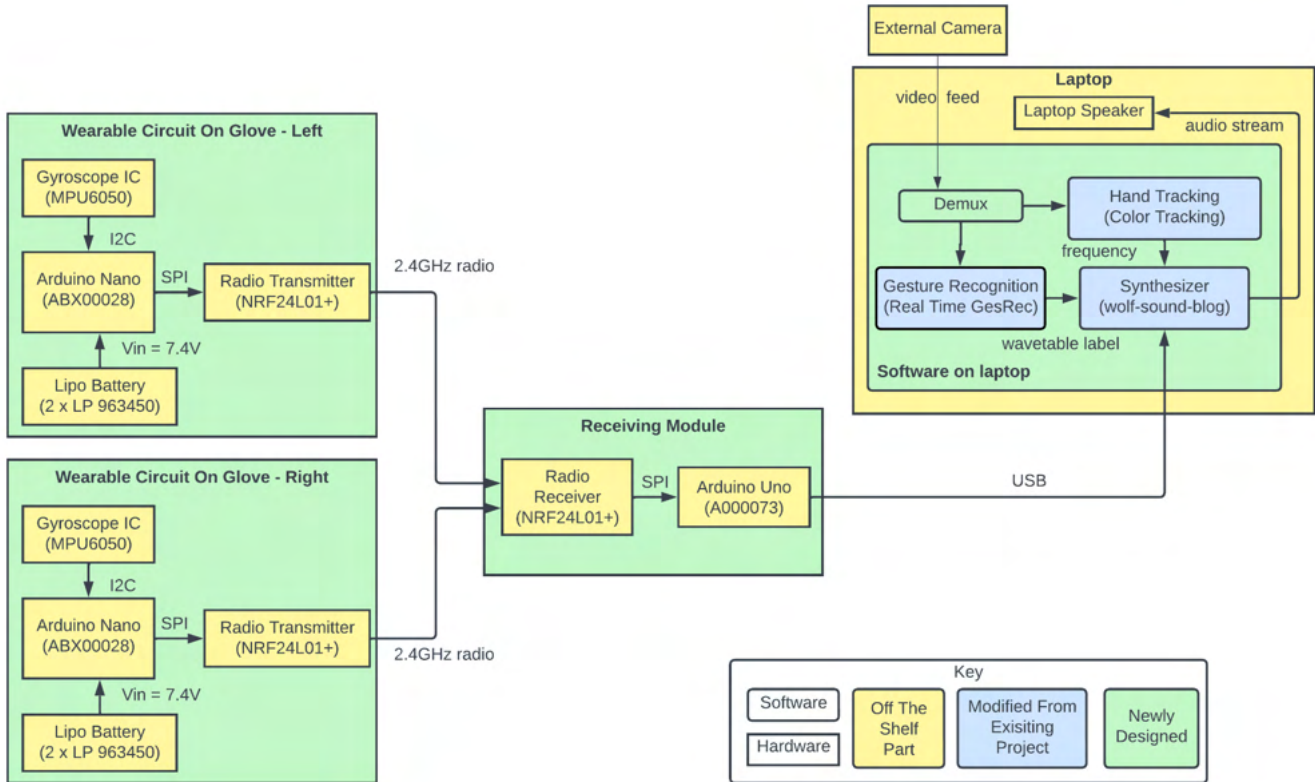 External Camera
video feed
Laptop
Laptop Speaker
audio stream
Demux
Hand Tracking
(Color Tracking)
frequency
Gesture Recognition
(Real Time GesRec)
Synthesizer
(wolf-sound-blog)
wavetable label
Software on laptop
Wearable Circuit On Glove - Left
Gyroscope IC
(MPU6050)
I2C
Arduino Nano
(ABX00028)
SPI
Radio Transmitter
(NRF24L01+)
Vin = 7.4V
Lipo Battery
(2 x LP 963450)
2.4GHz radio
Wearable Circuit On Glove - Right
Gyroscope IC
(MPU6050)
I2C
Arduino Nano
(ABX00028)
SPI
Radio Transmitter
(NRF24L01+)
Vin = 7.4V
Lipo Battery
(2 x LP 963450)
2.4GHz radio
Receiving Module
Radio
Receiver
(NRF24L01+)
SPI
Arduino Uno
(A000073)
USB
Key
Software
Hardware
Off The
Shelf
Part
Modified From
Exisiting
Project
Newly
Designed